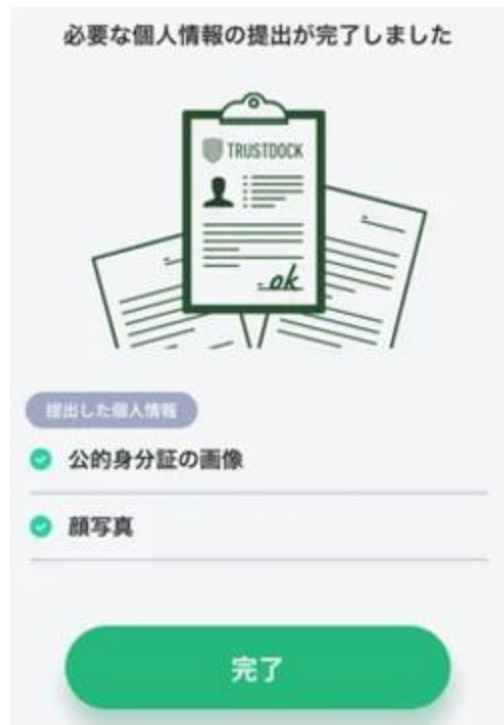 必要な個人情報の提出が完了しました
TRUSTDOCK
ok
提出した個人情報
公的身分証の画像
顔写真
完了